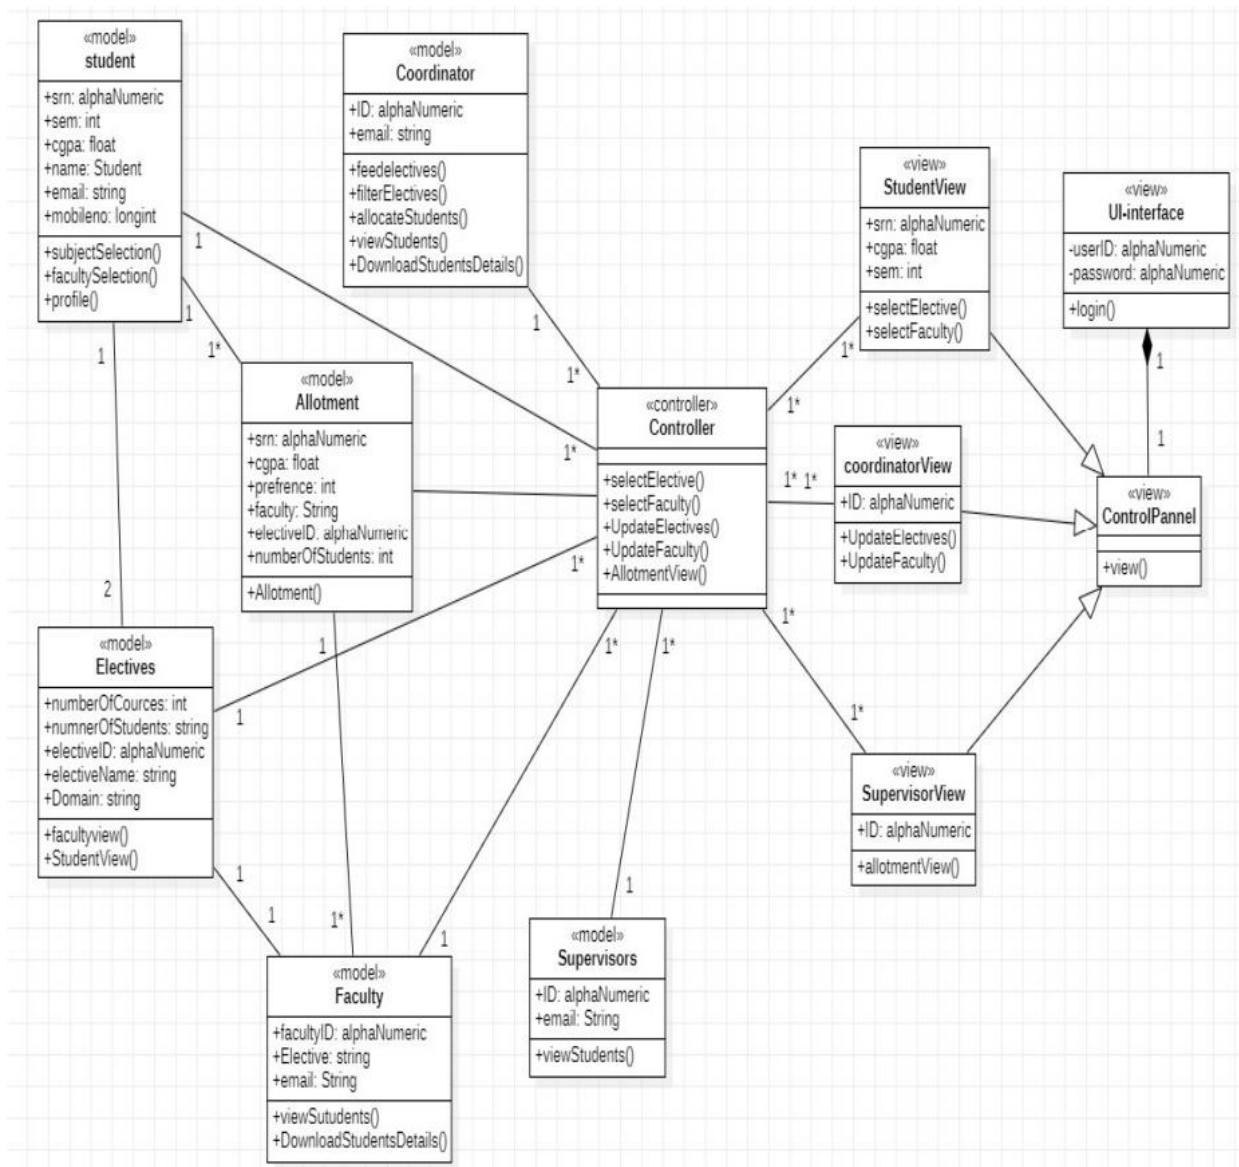 «model»
student
+srn: alphaNumeric
+sem: int
+cgpa: float
+name: Student
+email: string
+mobileno: longint
+subjectSelection()
+facultySelection()
+profile()
«model»
Coordinator
+ID: alphaNumeric
+email: string
+feedelectives()
+filterElectives()
+allocateStudents()
+viewStudents()
+DownloadStudentsDetails()
«view»
StudentView
+srn: alphaNumeric
+cgpa: float
+sem: int
+selectElective()
+selectFaculty()
«view»
UI-interface
-userID: alphaNumeric
-password: alphaNumeric
+login()
1
1
1*
1
1
1*
1*
1*
1*
1
1
«model»
Allotment
+srn: alphaNumeric
+cgpa: float
+prefrence: int
+faculty: String
+electiveID: alphaNumeric
+numberOfStudents: int
+Allotment()
«controller»
Controller
+selectElective()
+selectFaculty()
+UpdateElectives()
+UpdateFaculty()
+AllotmentView()
1* 1*
«view»
coordinatorView
+ID: alphaNumeric
+UpdateElectives()
+UpdateFaculty()
«view»
ControlPannel
+view()
2
1*
1
1*
1*
1*
1
1*
«model»
Electives
+numberOfCources: int
+numnerOfStudents: string
+electiveID: alphaNumeric
+electiveName: string
+Domain: string
+facultyview()
+StudentView()
«view»
SupervisorView
+ID: alphaNumeric
+allotmentView()
1
1
1*
1
1
«model»
Faculty
+facultyID: alphaNumeric
+Elective: string
+email: String
+viewSutudents()
+DownloadStudentsDetails()
«model»
Supervisors
+ID: alphaNumeric
+email: String
+viewStudents()